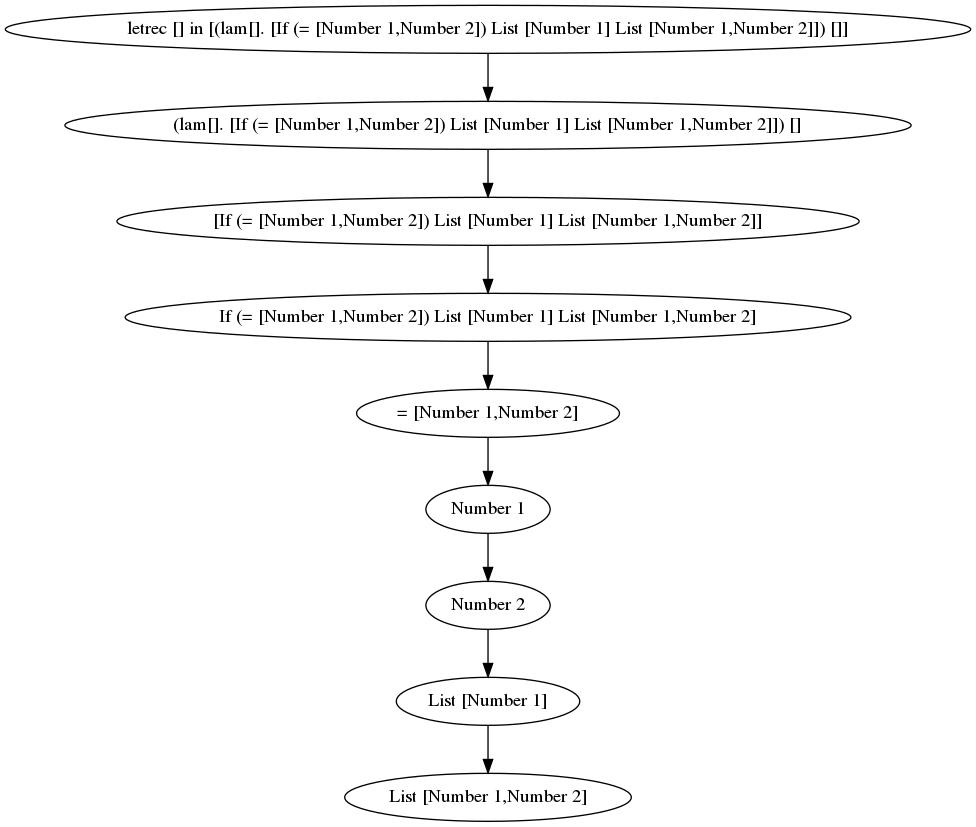 letrec [] in [(lam[]. [If (= [Number 1,Number 2]) List [Number 1] List [Number 1,Number 2]]) []]
(lam[]. [If (= [Number 1,Number 2]) List [Number 1] List [Number 1,Number 2]]) []
[If (= [Number 1,Number 2]) List [Number 1] List [Number 1,Number 2]]
If (= [Number 1,Number 2]) List [Number 1] List [Number 1,Number 2]
= [Number 1,Number 2]
Number 1
Number 2
List [Number 1]
List [Number 1,Number 2]